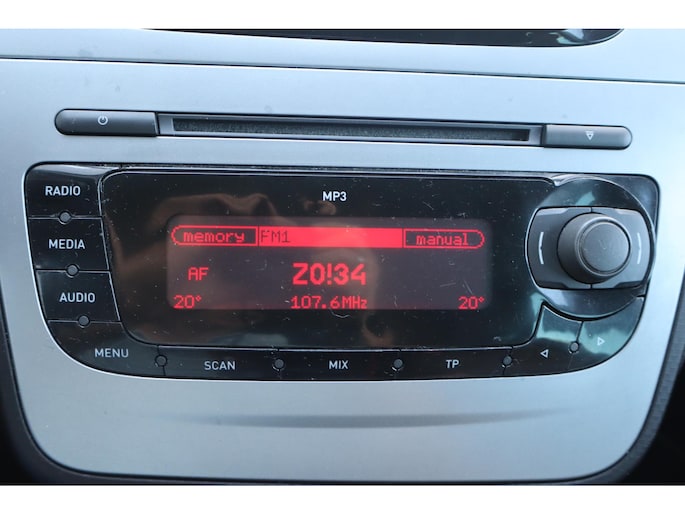 MP3
RADIO
MEDIA
AUDIO
memory FM1 manual
AF ZO!34
20° 107.6MHz 20°
MENU SCAN MIX TP